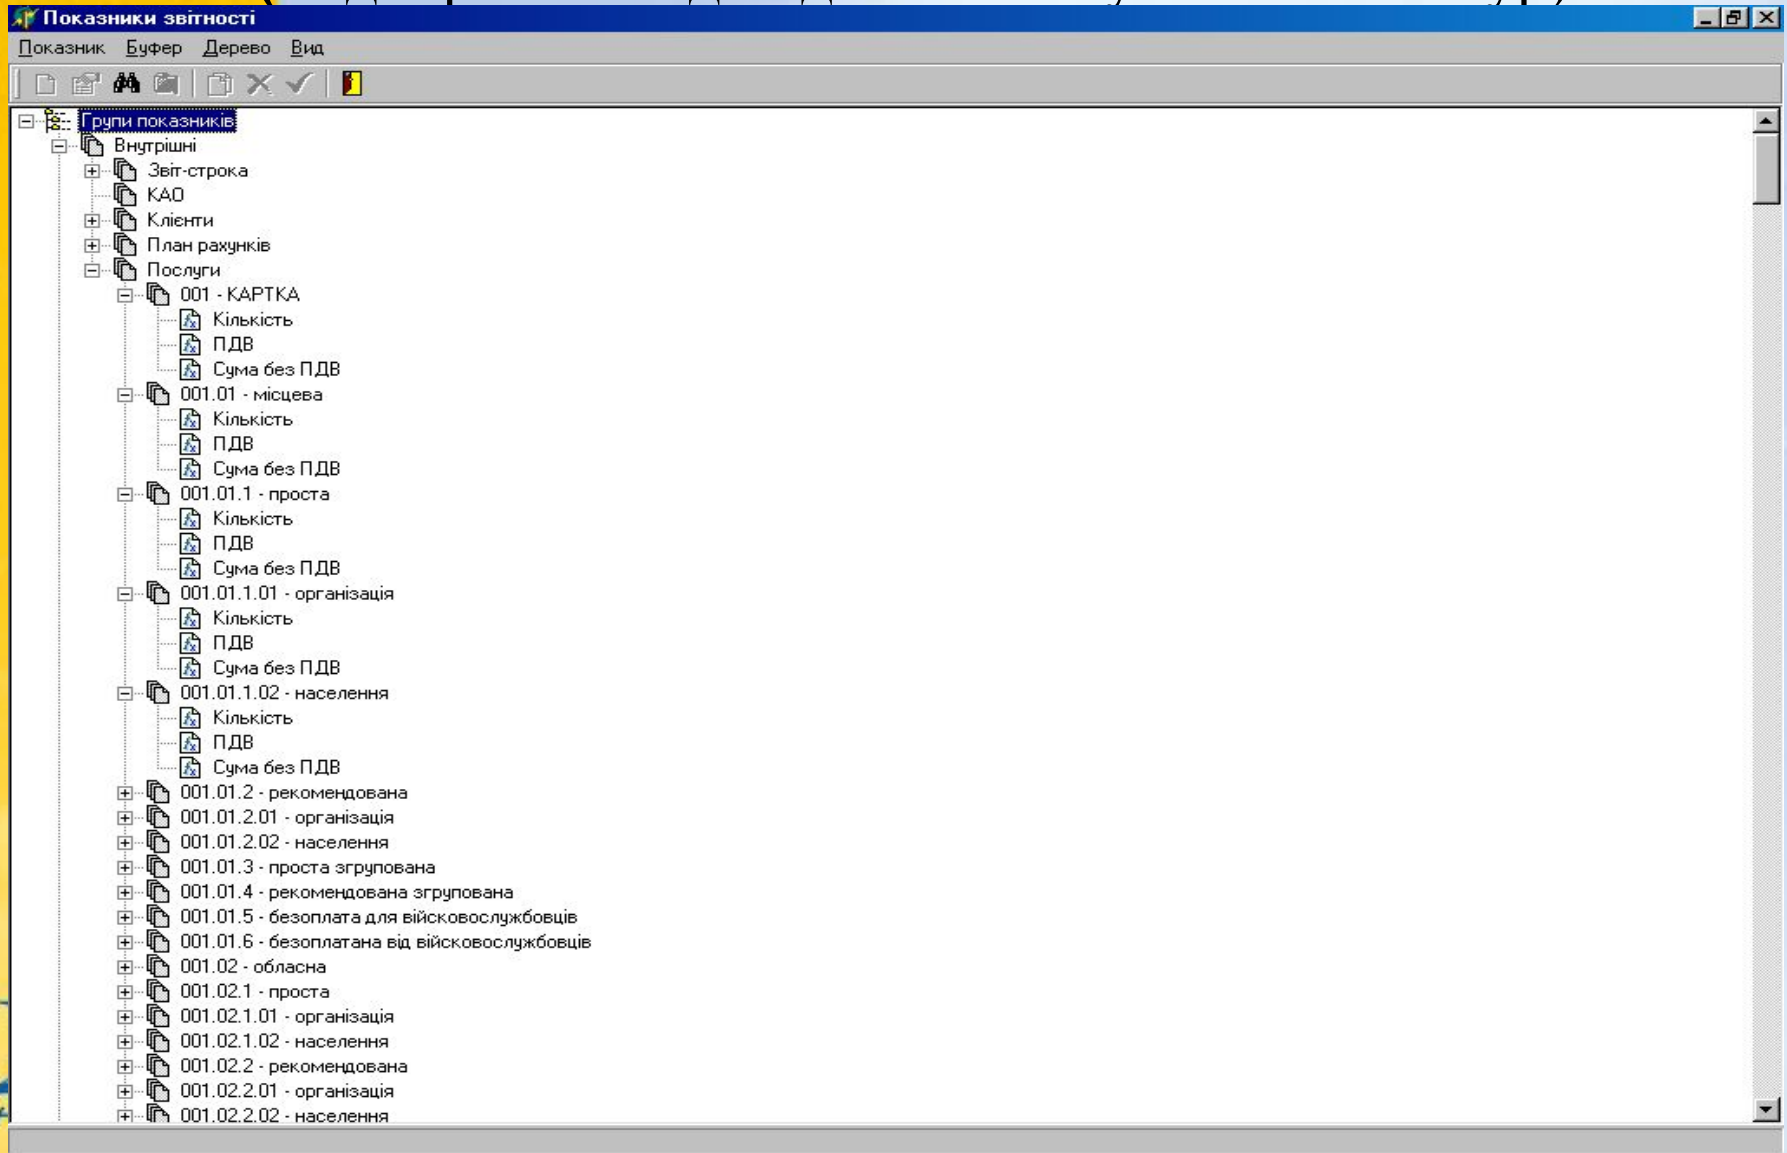 Показники звітності
Показник Буфер Дерево Вид
Групи показників
Внутрішні
Звіт-строка
КАО
Клієнти
План рахунків
Послуги
001 - КАРТКА
Кількість
ПДВ
Сума без ПДВ
001.01 - місцева
Кількість
ПДВ
Сума без ПДВ
001.01.1 - проста
Кількість
ПДВ
Сума без ПДВ
001.01.1.01 - організація
Кількість
ПДВ
Сума без ПДВ
001.01.1.02 - населення
Кількість
ПДВ
Сума без ПДВ
001.01.2 - рекомендована
001.01.2.01 - організація
001.01.2.02 - населення
001.01.3 - проста згрупована
001.01.4 - рекомендована згрупована
001.01.5 - безоплата для військовослужбовців
001.01.6 - безоплатана від військовослужбовців
001.02 - обласна
001.02.1 - проста
001.02.1.01 - організація
001.02.1.02 - населення
001.02.2 - рекомендована
001.02.2.01 - організація
001.02.2.02 - населення